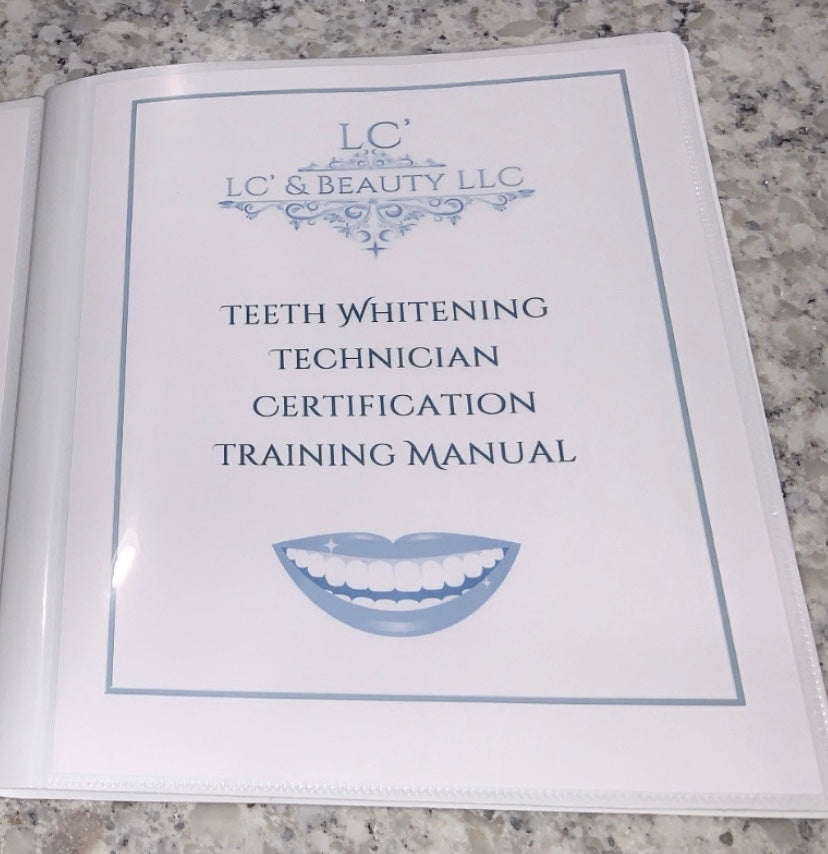 LC'
LC' & BEAUTY LLC
TEETH WHITENING
TECHNICIAN
CERTIFICATION
TRAINING MANUAL